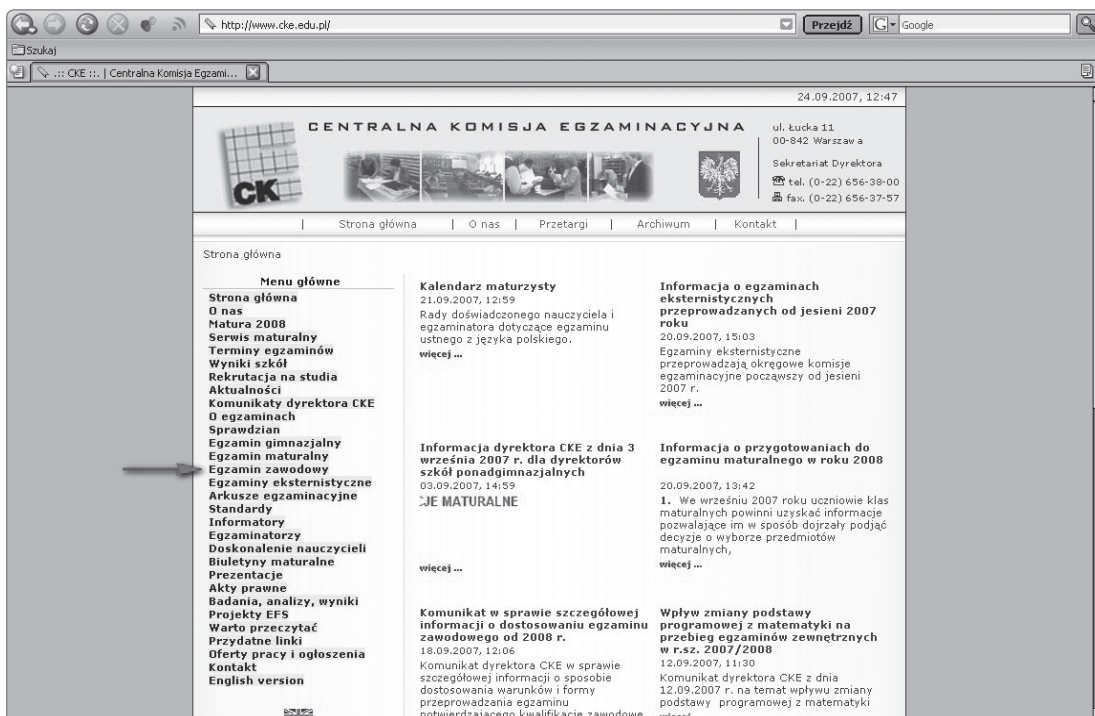 http://www.cke.edu.pl/
Przejdź
G
Google
Szukaj
.:: CKE ::. | Centralna Komisja Egzami...
24.09.2007, 12:47
CENTRALNA KOMISJA EGZAMINACYJNA
CK
ul. Łucka 11
00-842 Warszawa
Sekretariat Dyrektora
tel. (0-22) 656-38-00
fax. (0-22) 656-37-57
| Strona główna | O nas | Przetargi | Archiwum | Kontakt |
Strona główna
Menu główne
Strona główna
O nas
Matura 2008
Serwis maturalny
Terminy egzaminów
Wyniki szkół
Rekrutacja na studia
Aktualności
Komunikaty dyrektora CKE
O egzaminach
Sprawdzian
Egzamin gimnazjalny
Egzamin maturalny
Egzamin zawodowy
Egzaminy eksternistyczne
Arkusze egzaminacyjne
Standardy
Informatory
Egzaminatorzy
Doskonalenie nauczycieli
Biuletyny maturalne
Prezentacje
Akty prawne
Badania, analizy, wyniki
Projekty EFS
Warto przeczytać
Przydatne linki
Oferty pracy i ogłoszenia
Kontakt
English version
Kalendarz maturzysty
21.09.2007, 12:59
Rady doświadczonego nauczyciela i
egzaminatora dotyczące egzaminu
ustnego z języka polskiego.
więcej ...
Informacja o egzaminach
eksternistycznych
przeprowadzanych od jesieni 2007
roku
20.09.2007, 15:03
Egzaminy eksternistyczne
przeprowadzają okręgowe komisje
egzaminacyjne począwszy od jesieni
2007 r.
więcej ...
Informacja dyrektora CKE z dnia 3
września 2007 r. dla dyrektorów
szkół ponadgimnazjalnych
03.09.2007, 14:59
CJE MATURALNE
więcej ...
Informacja o przygotowaniach do
egzaminu maturalnego w roku 2008
20.09.2007, 13:42
1. We wrześniu 2007 roku uczniowie klas
maturalnych powinni uzyskać informacje
pozwalające im w sposób dojrzały podjąć
decyzje o wyborze przedmiotów
maturalnych,
więcej ...
Komunikat w sprawie szczegółowej
informacji o dostosowaniu egzaminu
zawodowego od 2008 r.
18.09.2007, 12:06
Komunikat dyrektora CKE w sprawie
szczegółowej informacji o sposobie
dostosowania warunków i formy
przeprowadzania egzaminu
potwierdzającego kwalifikacje zawodowe
Wpływ zmiany podstawy
programowej z matematyki na
przebieg egzaminów zewnętrznych
w r.sz. 2007/2008
12.09.2007, 11:30
Komunikat dyrektora CKE z dnia
12.09.2007 r. na temat wpływu zmiany
podstawy programowej z matematyki